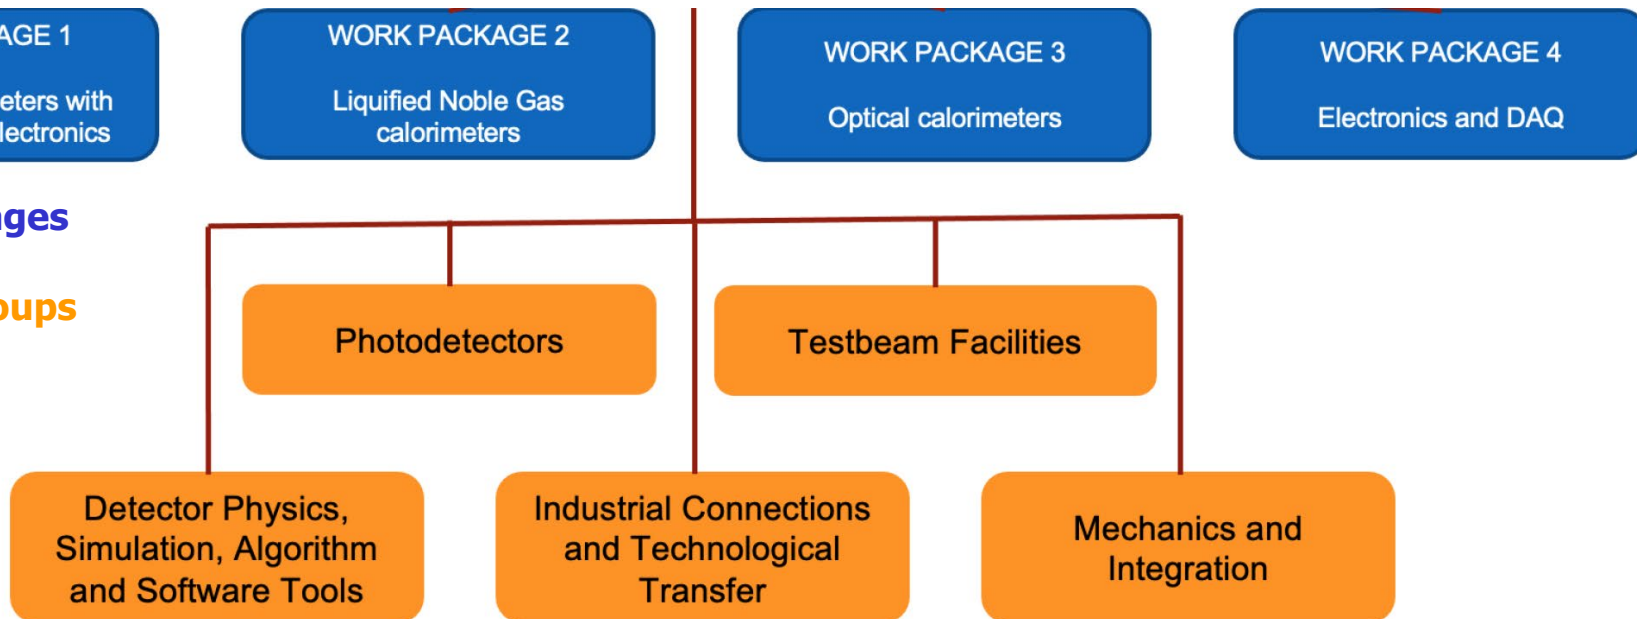 AGE 1
eters with
lectronics
WORK PACKAGE 2
Liquified Noble Gas
calorimeters
WORK PACKAGE 3
Optical calorimeters
WORK PACKAGE 4
Electronics and DAQ
ages
oups
Photodetectors
Testbeam Facilities
Detector Physics,
Simulation, Algorithm
and Software Tools
Industrial Connections
and Technological
Transfer
Mechanics and
Integration